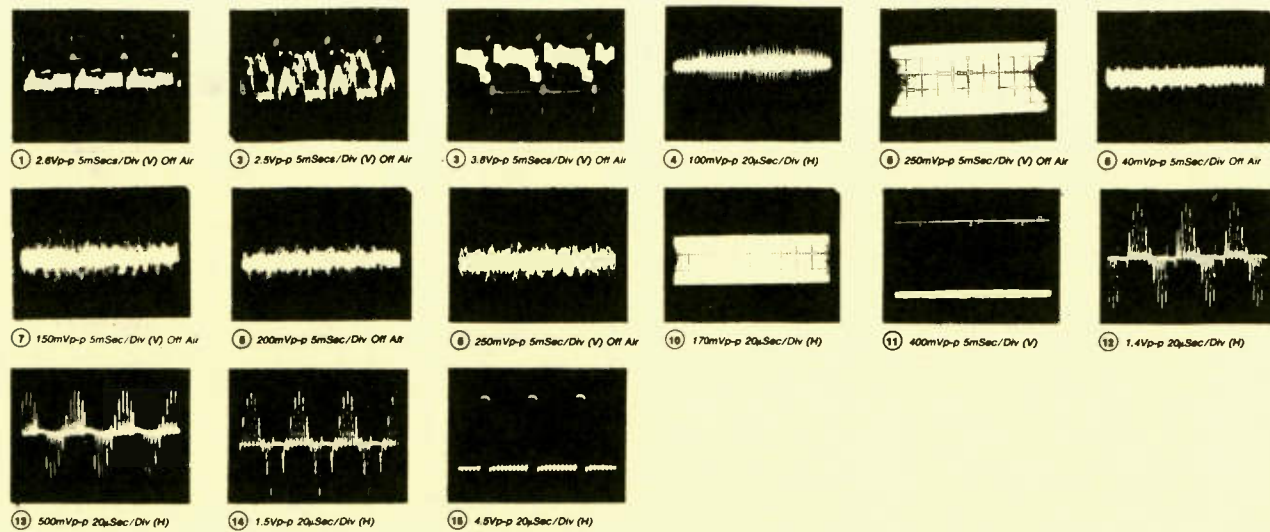 1 2.6Vp-p 5mSecs/Div (V) Off Air
3 2.5Vp-p 5mSecs/Div (V) Off Air
3 3.8Vp-p 5mSecs/Div (V) Off Air
4 100mVp-p 20µSec/Div (H)
5 250mVp-p 5mSec/Div (V) Off Air
6 40mVp-p 5mSec/Div Off Air
7 150mVp-p 5mSec/Div (V) Off Air
200mVp-p 5mSec/Div Off Air
250mVp-p 5mSec/Div (V) Off Air
10 170mVp-p 20µSec/Div (H)
11 400mVp-p 5mSec/Div (V)
12 1.4Vp-p 20µSec/Div (H)
13 500mVp-p 20µSec/Div (H)
14 1.5Vp-p 20µSec/Div (H)
15 4.5Vp-p 20µSec/Div (H)